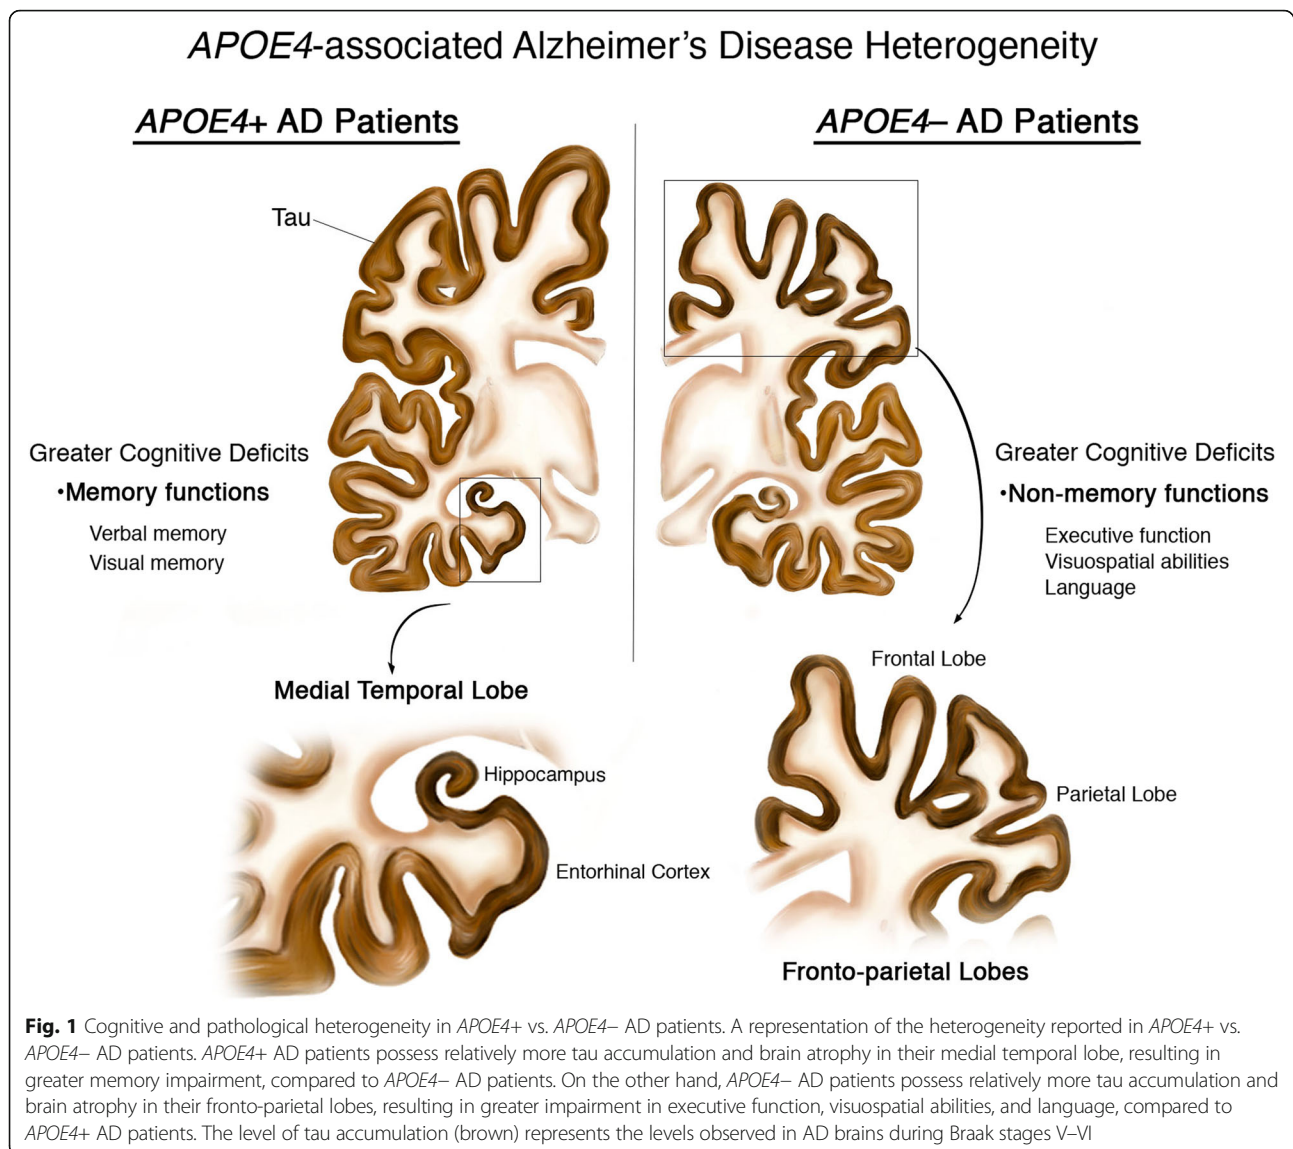 APOE4-associated Alzheimer's Disease Heterogeneity
APOE4+ AD Patients
Tau
Greater Cognitive Deficits
•Memory functions
Verbal memory
Visual memory
Medial Temporal Lobe
Hippocampus
Entorhinal Cortex
APOE4− AD Patients
Greater Cognitive Deficits
•Non-memory functions
Executive function
Visuospatial abilities
Language
Frontal Lobe
Parietal Lobe
Fronto-parietal Lobes
Fig. 1 Cognitive and pathological heterogeneity in APOE4+ vs. APOE4− AD patients. A representation of the heterogeneity reported in APOE4+ vs.
APOE4− AD patients. APOE4+ AD patients possess relatively more tau accumulation and brain atrophy in their medial temporal lobe, resulting in
greater memory impairment, compared to APOE4− AD patients. On the other hand, APOE4− AD patients possess relatively more tau accumulation and
brain atrophy in their fronto-parietal lobes, resulting in greater impairment in executive function, visuospatial abilities, and language, compared to
APOE4+ AD patients. The level of tau accumulation (brown) represents the levels observed in AD brains during Braak stages V–VI